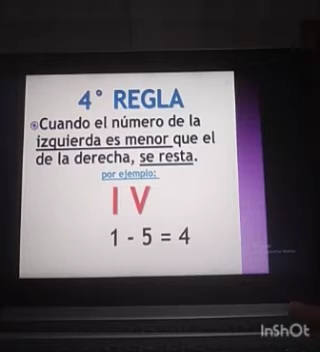 4° REGLA
Cuando el número de la
izquierda es menor que el
de la derecha, se resta.
por ejemplo:
I V
1 - 5 = 4
InShOt